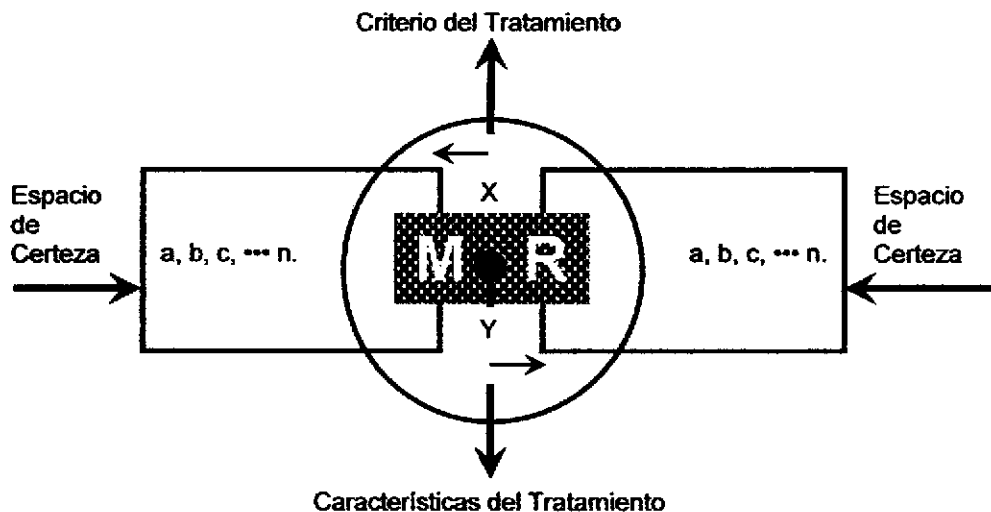 Criterio del Tratamiento
X
Espacio
de
Certeza
a, b, c, ••• n.
M R
a, b, c, ••• n.
Espacio
de
Certeza
Y
Características del Tratamiento